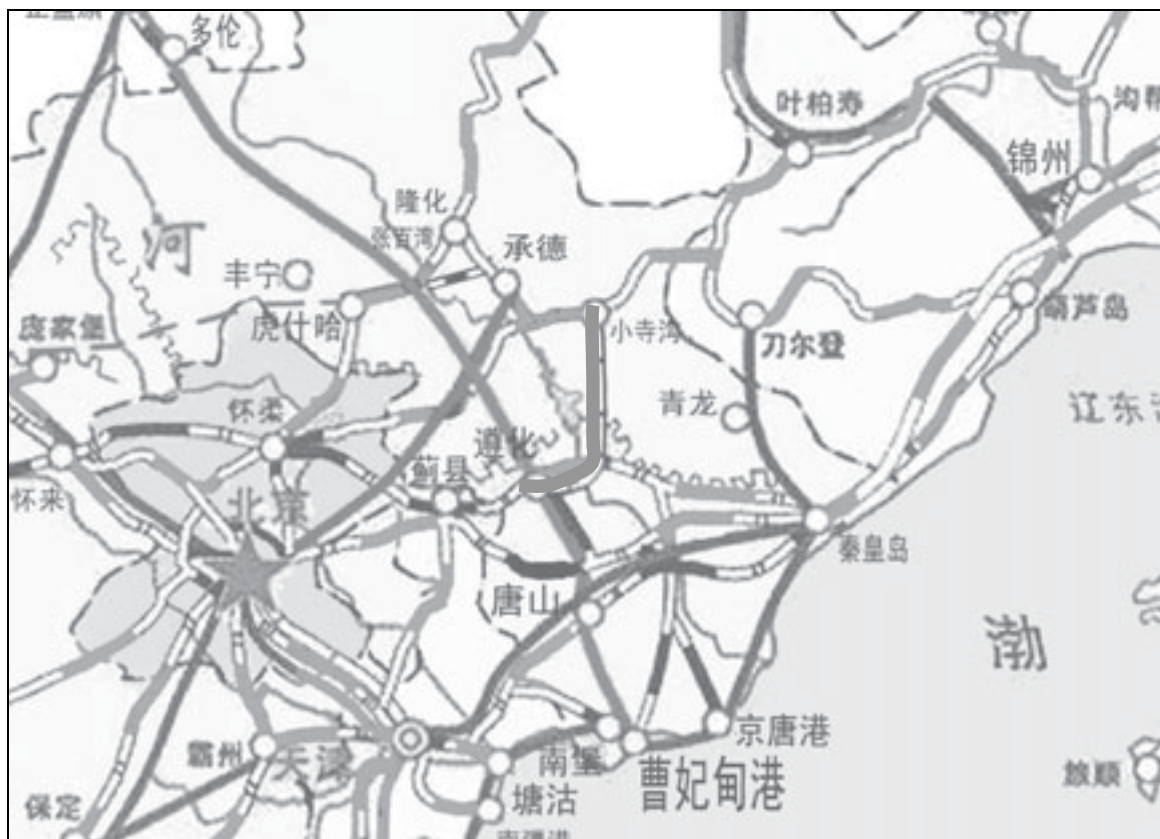 多伦
叶柏寿
沟帮
锦州
隆化
张百湾
承德
河
丰宁
虎什哈
小寺沟
葫芦岛
庞家堡
刀尔登
辽东
怀柔
青龙
遵化
蓟县
怀来
北京
秦皇岛
唐山
渤
京唐港
霸州
天津
南堡
曹妃甸港
旅顺
保定
塘沽